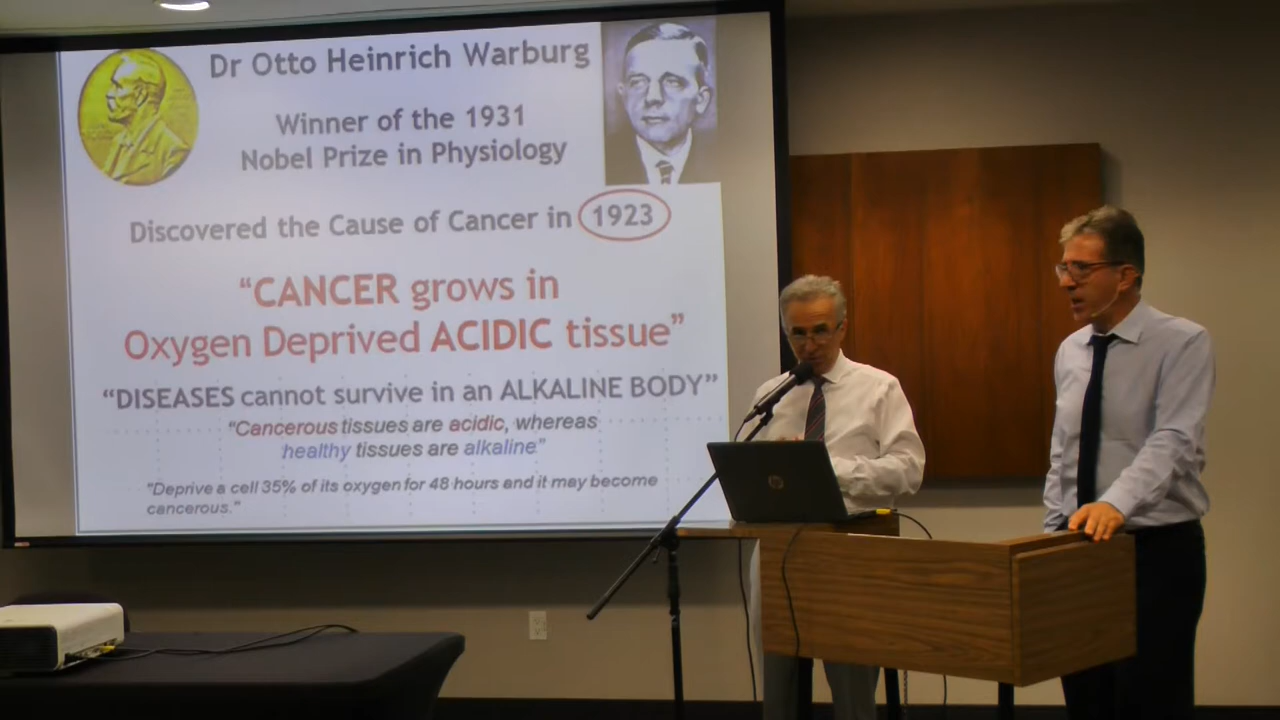 Dr Otto Heinrich Warburg
Winner of the 1931
Nobel Prize in Physiology
Discovered the Cause of Cancer in 1923
“CANCER grows in
Oxygen Deprived ACIDIC tissue”
“DISEASES cannot survive in an ALKALINE BODY”
“Cancerous tissues are acidic, whereas
healthy tissues are alkaline”
“Deprive a cell 35% of its oxygen for 48 hours and it may become
cancerous.”
hp